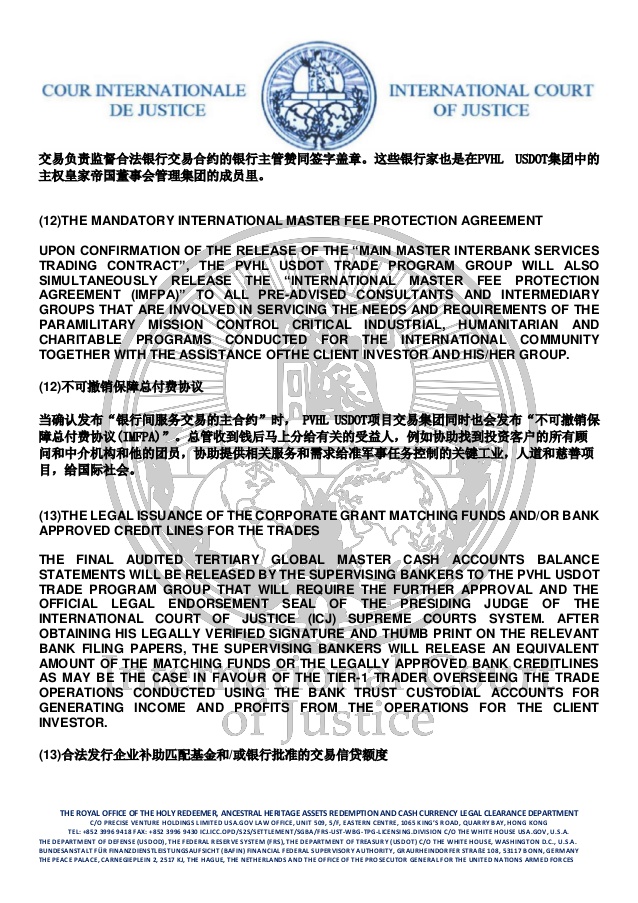 COUR INTERNATIONALE
DE JUSTICE
INTERNATIONAL COURT
OF JUSTICE
交易负责监督合法银行交易合约的银行主管赞同签字盖章。这些银行家也是在PVHL USDOT集团中的
主权皇家帝国董事会管理集团的成员里。
(12)THE MANDATORY INTERNATIONAL MASTER FEE PROTECTION AGREEMENT
UPON CONFIRMATION OF THE RELEASE OF THE “MAIN MASTER INTERBANK SERVICES
TRADING CONTRACT”, THE PVHL USDOT TRADE PROGRAM GROUP WILL ALSO
SIMULTANEOUSLY RELEASE THE “INTERNATIONAL MASTER FEE PROTECTION
AGREEMENT (IMFPA)” TO ALL PRE-ADVISED CONSULTANTS AND INTERMEDIARY
GROUPS THAT ARE INVOLVED IN SERVICING THE NEEDS AND REQUIREMENTS OF THE
PARAMILITARY MISSION CONTROL CRITICAL INDUSTRIAL, HUMANITARIAN AND
CHARITABLE PROGRAMS CONDUCTED FOR THE INTERNATIONAL COMMUNITY
TOGETHER WITH THE ASSISTANCE OFTHE CLIENT INVESTOR AND HIS/HER GROUP.
(12)不可撤销保障总付费协议
当确认发布“银行间服务交易的主合约”时， PVHL USDOT项目交易集团同时也会发布“不可撤销保
障总付费协议(IMFPA)”。总管收到钱后马上分给有关的受益人，例如协助找到投资客户的所有顾
问和中介机构和他的团员，协助提供相关服务和需求给准军事任务控制的关键工业，人道和慈善项
目，给国际社会。
(13)THE LEGAL ISSUANCE OF THE CORPORATE GRANT MATCHING FUNDS AND/OR BANK
APPROVED CREDIT LINES FOR THE TRADES
THE FINAL AUDITED TERTIARY GLOBAL MASTER CASH ACCOUNTS BALANCE
STATEMENTS WILL BE RELEASED BY THE SUPERVISING BANKERS TO THE PVHL USDOT
TRADE PROGRAM GROUP THAT WILL REQUIRE THE FURTHER APPROVAL AND THE
OFFICIAL LEGAL ENDORSEMENT SEAL OF THE PRESIDING JUDGE OF THE
INTERNATIONAL COURT OF JUSTICE (ICJ) SUPREME COURTS SYSTEM. AFTER
OBTAINING HIS LEGALLY VERIFIED SIGNATURE AND THUMB PRINT ON THE RELEVANT
BANK FILING PAPERS, THE SUPERVISING BANKERS WILL RELEASE AN EQUIVALENT
AMOUNT OF THE MATCHING FUNDS OR THE LEGALLY APPROVED BANK CREDITLINES
AS MAY BE THE CASE IN FAVOUR OF THE TIER-1 TRADER OVERSEEING THE TRADE
OPERATIONS CONDUCTED USING THE BANK TRUST CUSTODIAL ACCOUNTS FOR
GENERATING INCOME AND PROFITS FROM THE OPERATIONS FOR THE CLIENT
INVESTOR.
International Court
of Justice
(13)合法发行企业补助匹配基金和/或银行批准的交易信贷额度
THE ROYAL OFFICE OF THE HOLY REDEEMER, ANCESTRAL HERITAGE ASSETS REDEMPTION AND CASH CURRENCY LEGAL CLEARANCE DEPARTMENT
C/O PRECISE VENTURE HOLDINGS LIMITED USA.GOV LAW OFFICE, UNIT 509, 5/F, EASTERN CENTRE, 1065 KING'S ROAD, QUARRY BAY, HONG KONG
TEL: +852 3996 9418 FAX: +852 3996 9430 ICJ.ICC.OPD/S2S/SETTLEMENT/SGBA/FRS-UST-WBG-TPG-LICENSING.DIVISION C/O THE WHITE HOUSE USA.GOV, U.S.A.
THE DEPARTMENT OF DEFENSE (USDOD), THE FEDERAL RESERVE SYSTEM (FRS), THE DEPARTMENT OF TREASURY (USDOT) C/O THE WHITE HOUSE, WASHINGTON D.C., U.S.A.
BUNDESANSTALT FÜR FINANZDIENSTLEISTUNGSAUFSICHT (BAFIN) FINANCIAL FEDERAL SUPERVISORY AUTHORITY, GRAURHEINDORFER STRAßE 108, 53117 BONN, GERMANY
THE PEACE PALACE, CARNEGIEPLEIN 2, 2517 KJ, THE HAGUE, THE NETHERLANDS AND THE OFFICE OF THE PROSECUTOR GENERAL FOR THE UNITED NATIONS ARMED FORCES